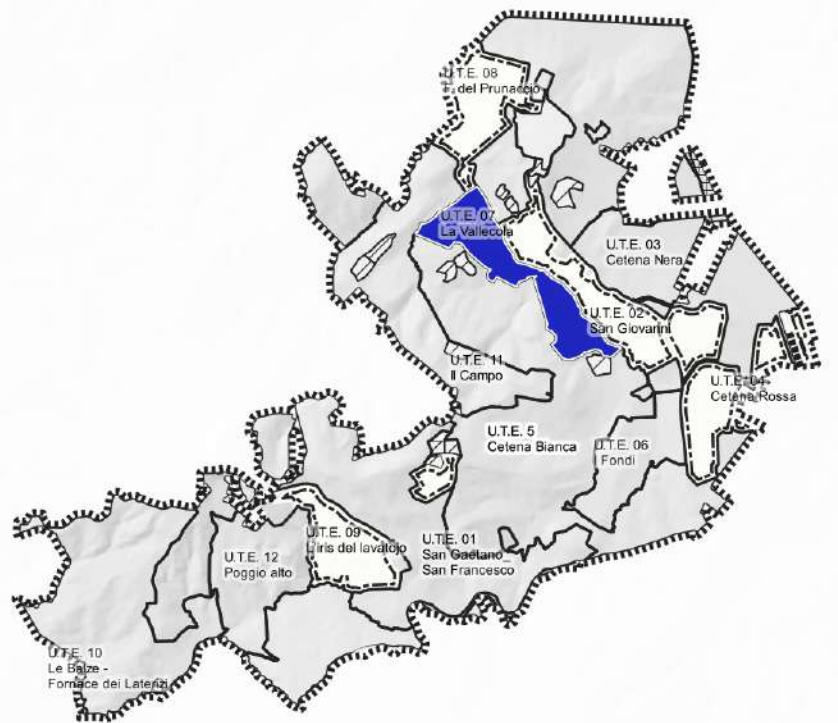 U.T.E. 08
del Prunaccio
U.T.E. 07
La Vallecola
U.T.E. 03
Cetena Nera
U.T.E. 02
San Giovanni
U.T.E. 11
Il Campo
U.T.E. 04
Cetena Rossa
U.T.E. 5
Cetena Bianca
U.T.E. 06
I Fondi
U.T.E. 09
L'iris del lavatoio
U.T.E. 01
San Gaetano_
San Francesco
U.T.E. 12
Poggio alto
U.T.E. 10
Le Balze -
Fornace dei Laterizi